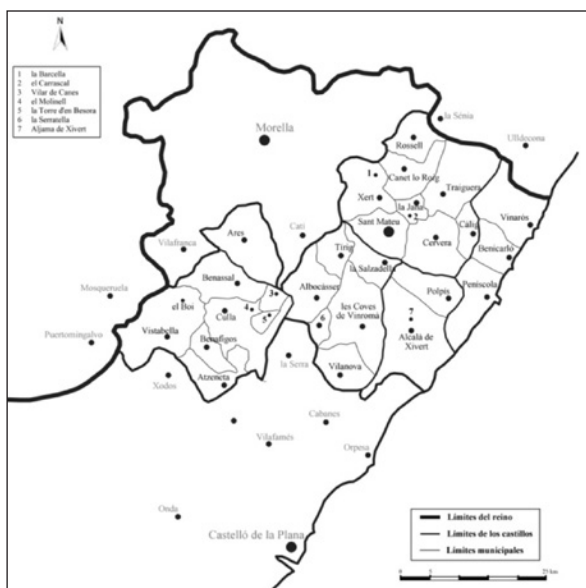 N
1 la Barcella
2 el Carrascal
3 Vilar de Canes
4 el Molinell
5 la Torre d'en Besora
6 la Serratella
7 Aljama de Xivert
la Sénia
Morella
Rossell
Ulldecona
Canet lo Roig
1
Traiguera
Xert
la Jana
2
Sant Mateu
Vinaròs
Càlig
Ares
Catí
Cervera
Vilafranca
Tírig
Benicarló
la Salzadella
Benassal
Mosqueruela
Albocàsser
Polpis
Peníscola
3
el Boi
4
les Coves
de Vinromà
Culla
5
7
Vistabella
6
Alcalà
de Xivert
Puertomingalvo
Benafigos
la Serra
Vilanova
Xodos
Atzeneta
Cabanes
Vilafamés
Orpesa
Onda
Castelló de la Plana
Límites del reino
Límites de los castillos
Límites municipales
0
5
25 km